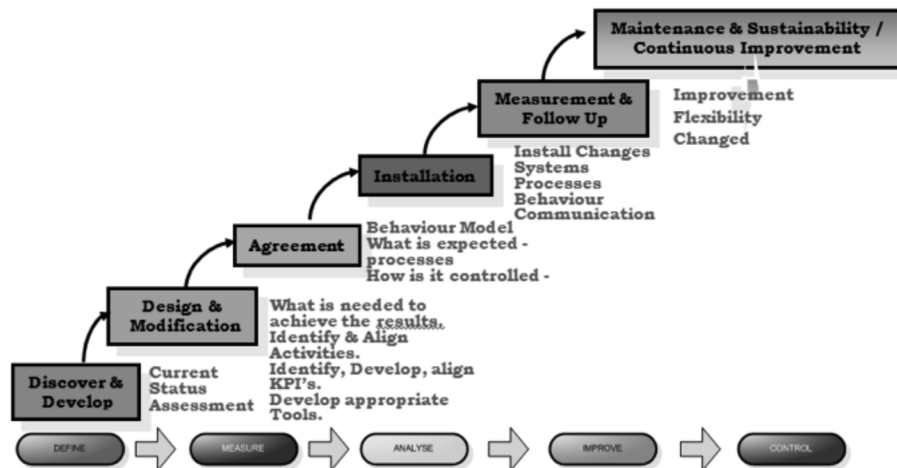 Maintenance & Sustainability /
Continuous Improvement
Measurement &
Follow Up
Improvement
Flexibility
Changed
Installation
Install Changes
Systems
Processes
Behaviour
Communication
Agreement
Behaviour Model
What is expected -
processes
How is it controlled -
Design &
Modification
What is needed to
achieve the results.
Identify & Align
Activities.
Identify, Develop, align
KPI's.
Develop appropriate
Tools.
Discover &
Develop
Current
Status
Assessment
DEFINE
MEASURE
ANALYSE
IMPROVE
CONTROL